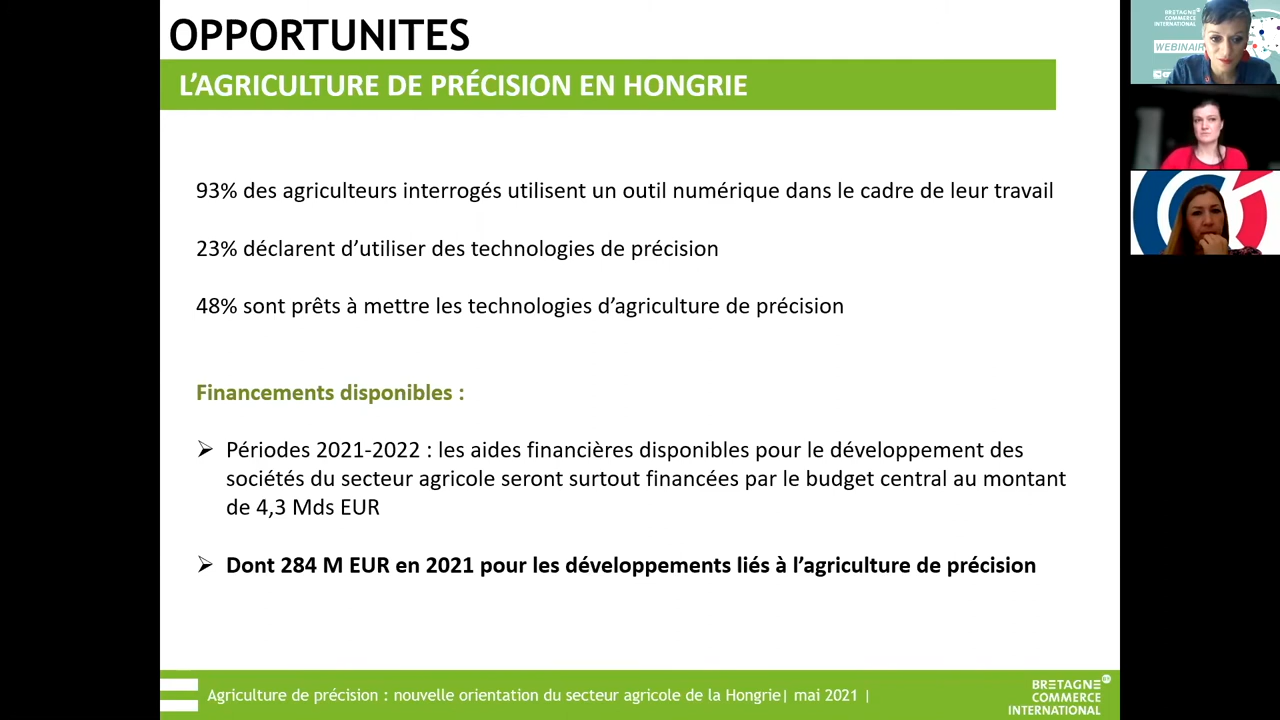 OPPORTUNITES
L’AGRICULTURE DE PRÉCISION EN HONGRIE
93% des agriculteurs interrogés utilisent un outil numérique dans le cadre de leur travail
23% déclarent d’utiliser des technologies de précision
48% sont prêts à mettre les technologies d’agriculture de précision
Financements disponibles :
Périodes 2021-2022 : les aides financières disponibles pour le développement des
sociétés du secteur agricole seront surtout financées par le budget central au montant
de 4,3 Mds EUR
Dont 284 M EUR en 2021 pour les développements liés à l’agriculture de précision
Agriculture de précision : nouvelle orientation du secteur agricole de la Hongrie| mai 2021 |
BRETAGNE
COMMERCE
INTERNATIONAL
BRETAGNE
COMMERCE
INTERNATIONAL
WEBINAIR